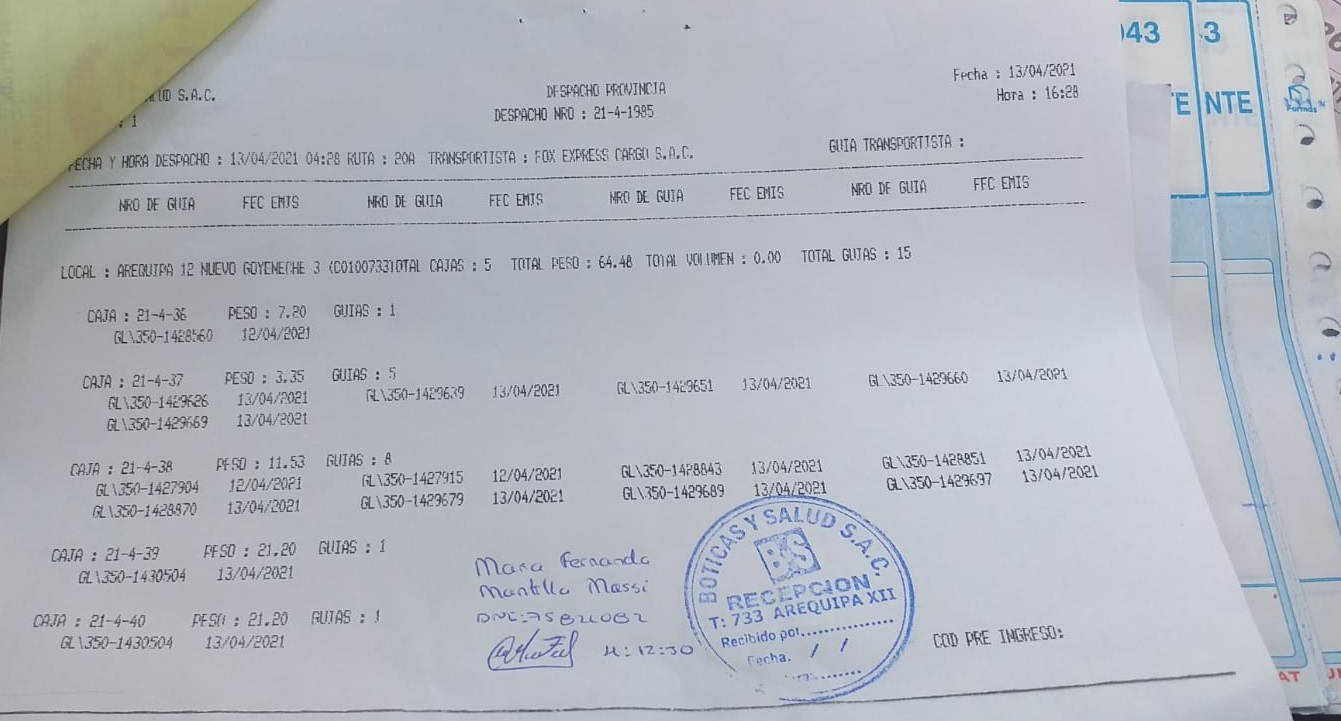 S.A.C.
: 1
DESPACHO PROVINCIA
DESPACHO NRO : 21-4-1985
Fecha : 13/04/2021
Hora : 16:28
FECHA Y HORA DESPACHO : 13/04/2021 04:28 RUTA : 20A TRANSPORTISTA : FOX EXPRESS CARGO S.A.C. GUIA TRANSPORTISTA :
NRO DE GUIA FEC EMIS NRO DE GUIA FEC EMIS NRO DE GUIA FEC EMIS NRO DE GUIA FEC EMIS
LOCAL : AREQUIPA 12 NUEVO GOYENECHE 3 (C0100733)OTAL CAJAS : 5 TOTAL PESO : 64.48 TOTAL VOLUMEN : 0.00 TOTAL GUIAS : 15
CAJA : 21-4-36 PESO : 7.20 GUIAS : 1
GL\350-1428560 12/04/2021
CAJA : 21-4-37 PESO : 3.35 GUIAS : 5
GL\350-1429626 13/04/2021 GL\350-1429639 13/04/2021 GL\350-1429651 13/04/2021 GL\350-1429660 13/04/2021
GL\350-1429669 13/04/2021
CAJA : 21-4-38 PESO : 11.53 GUIAS : 8
GL\350-1427904 12/04/2021 GL\350-1427915 12/04/2021 GL\350-1428843 13/04/2021 GL\350-1428851 13/04/2021
GL\350-1428870 13/04/2021 GL\350-1429679 13/04/2021 GL\350-1429689 13/04/2021 GL\350-1429697 13/04/2021
CAJA : 21-4-39 PESO : 21.20 GUIAS : 1
GL\350-1430504 13/04/2021
CAJA : 21-4-40 PESO : 21.20 GUIAS : 1
GL\350-1430504 13/04/2021
Fernanda
Mantilla Massi
H: 12:30
BOTICAS Y SALUD S.A.C.
BS
RECEPCION
T: 733 AREQUIPA XII
Recibido por
Fecha. / /
COD PRE INGRESO:
043 3
TE NTE